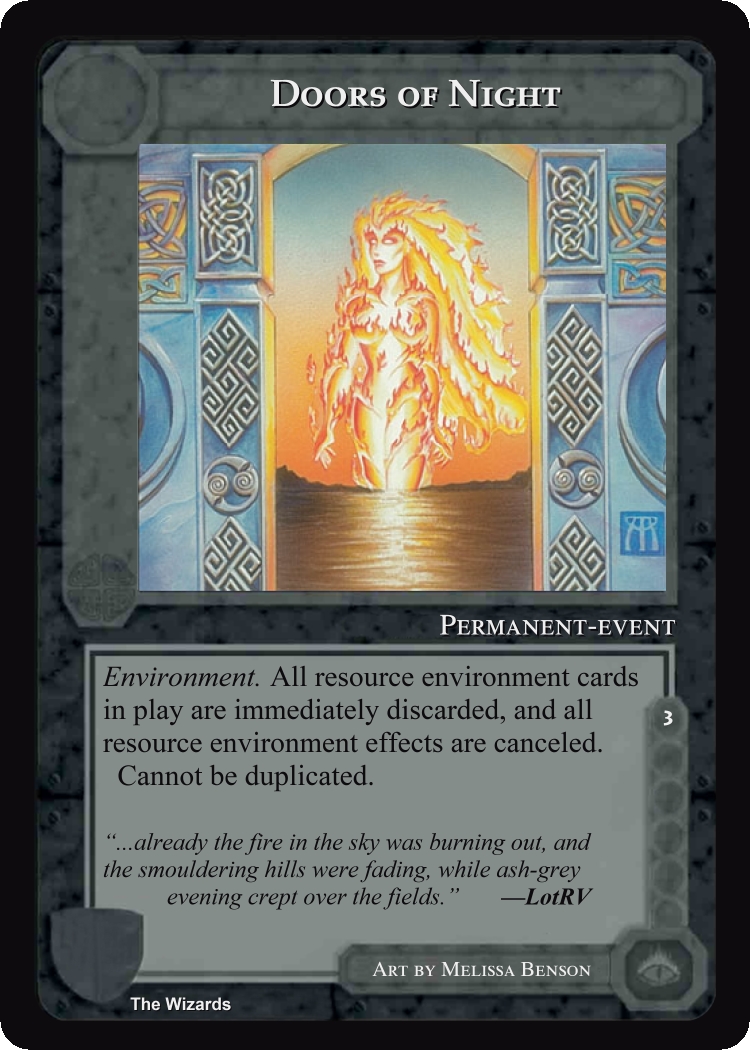 Doors of Night
Permanent-event
Environment. All resource environment cards
in play are immediately discarded, and all
resource environment effects are canceled.
Cannot be duplicated.
3
“...already the fire in the sky was burning out, and
the smouldering hills were fading, while ash-grey
evening crept over the fields.” —LotRV
Art by Melissa Benson
The Wizards